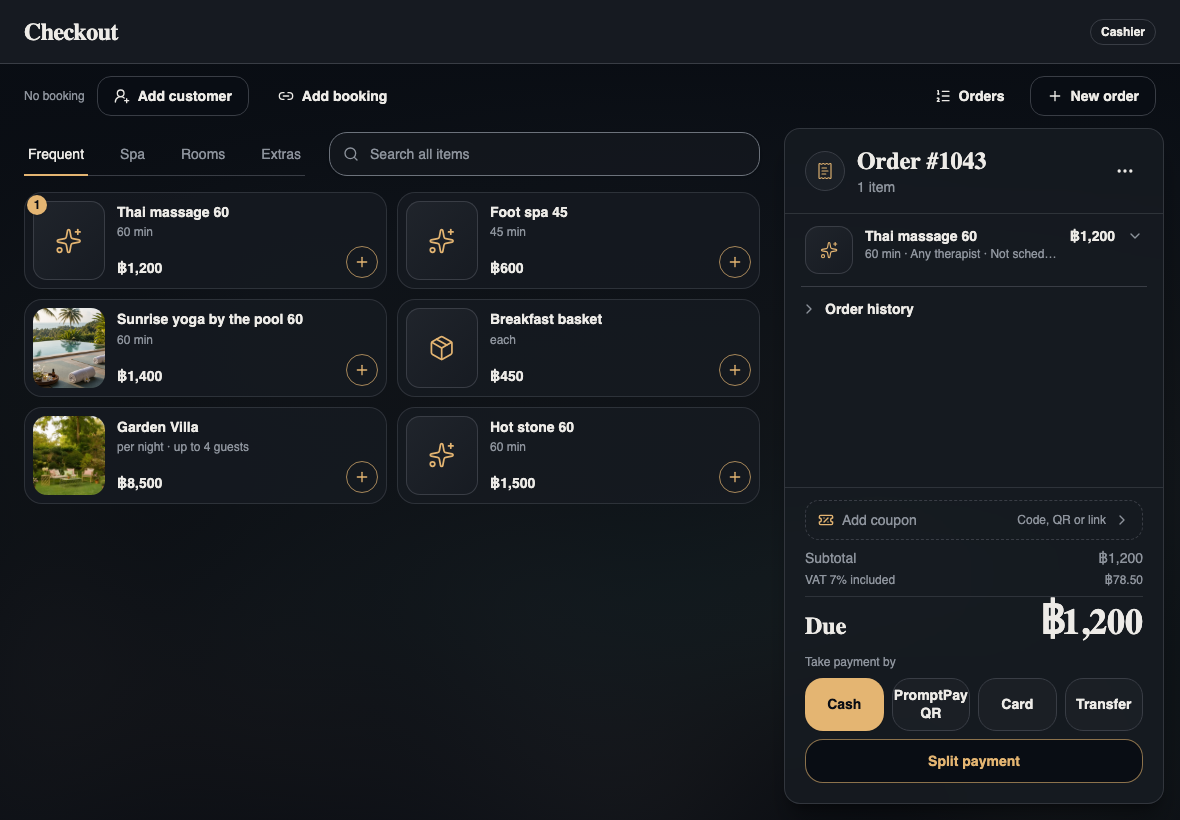 Checkout
Cashier
No booking
Add customer
Add booking
Orders
New order
Frequent
Spa
Rooms
Extras
Search all items
1
Thai massage 60
60 min
฿1,200
Foot spa 45
45 min
฿600
Sunrise yoga by the pool 60
60 min
฿1,400
Breakfast basket
each
฿450
Garden Villa
per night · up to 4 guests
฿8,500
Hot stone 60
60 min
฿1,500
Order #1043
1 item
Thai massage 60
฿1,200
60 min · Any therapist · Not sched…
Order history
Add coupon
Code, QR or link
Subtotal
฿1,200
VAT 7% included
฿78.50
Due
฿1,200
Take payment by
Cash
PromptPay
QR
Card
Transfer
Split payment